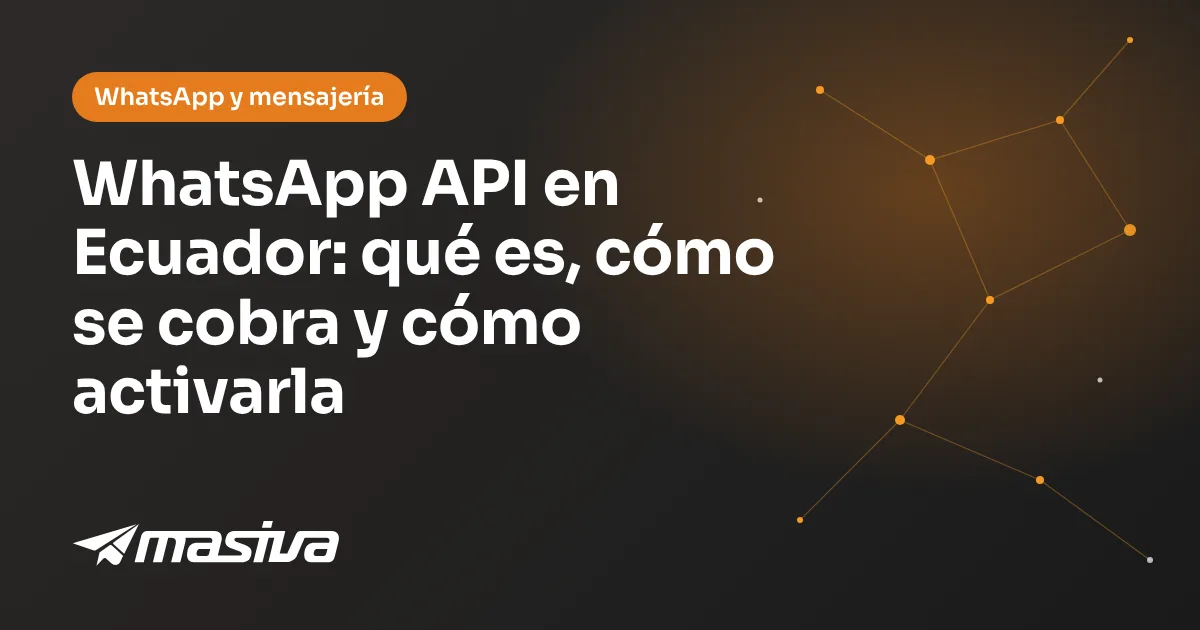 WhatsApp y mensajería
WhatsApp API en
Ecuador: qué es, cómo
se cobra y cómo
activarla
masiva